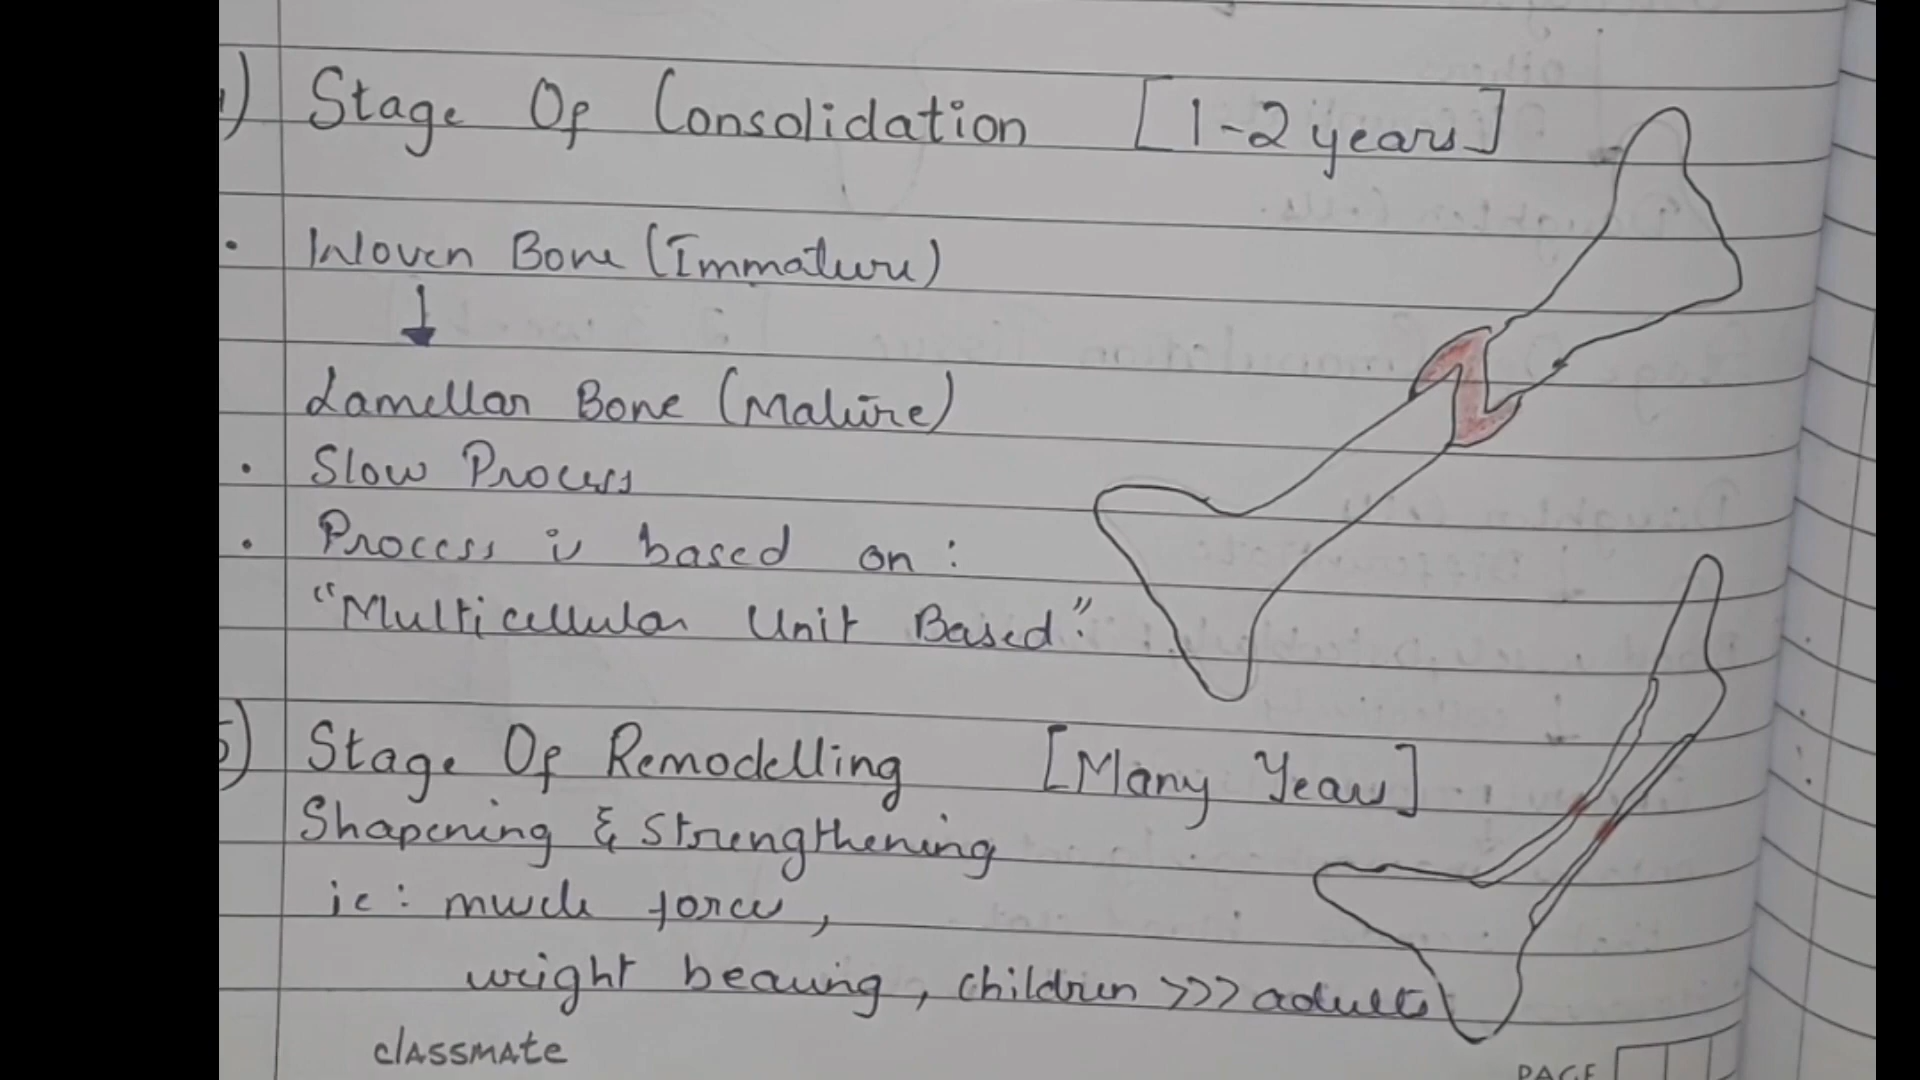 ) Stage Of Consolidation [1-2 years]
• Woven Bone (Immature)
↓
Lamellar Bone (Mature)
• Slow Process
• Process is based on :
“Multicellular Unit Based”.
5) Stage Of Remodelling [Many Years]
Shapening & Strengthening
ie : muscle force,
weight bearing, children >>> adults
classmate
PAGE